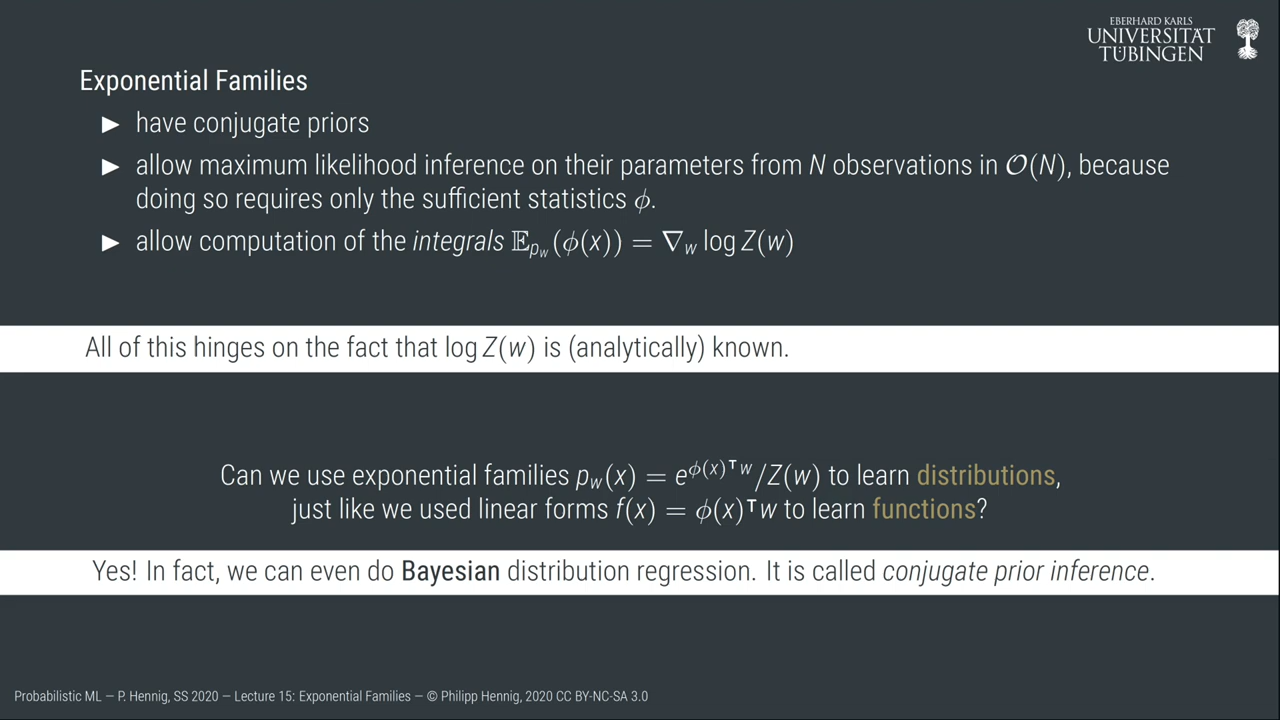 EBERHARD KARLS
UNIVERSITÄT
TÜBINGEN
Exponential Families
▶ have conjugate priors
▶ allow maximum likelihood inference on their parameters from N observations in 𝒪(N), because
doing so requires only the sufficient statistics ϕ.
▶ allow computation of the integrals 𝔼_{p_w}(ϕ(x)) = ∇_w log Z(w)
All of this hinges on the fact that log Z(w) is (analytically) known.
Can we use exponential families p_w(x) = e^{ϕ(x)^⊤ w}/Z(w) to learn distributions,
just like we used linear forms f(x) = ϕ(x)^⊤w to learn functions?
Yes! In fact, we can even do Bayesian distribution regression. It is called conjugate prior inference.
Probabilistic ML — P. Hennig, SS 2020 — Lecture 15: Exponential Families — © Philipp Hennig, 2020 CC BY-NC-SA 3.0